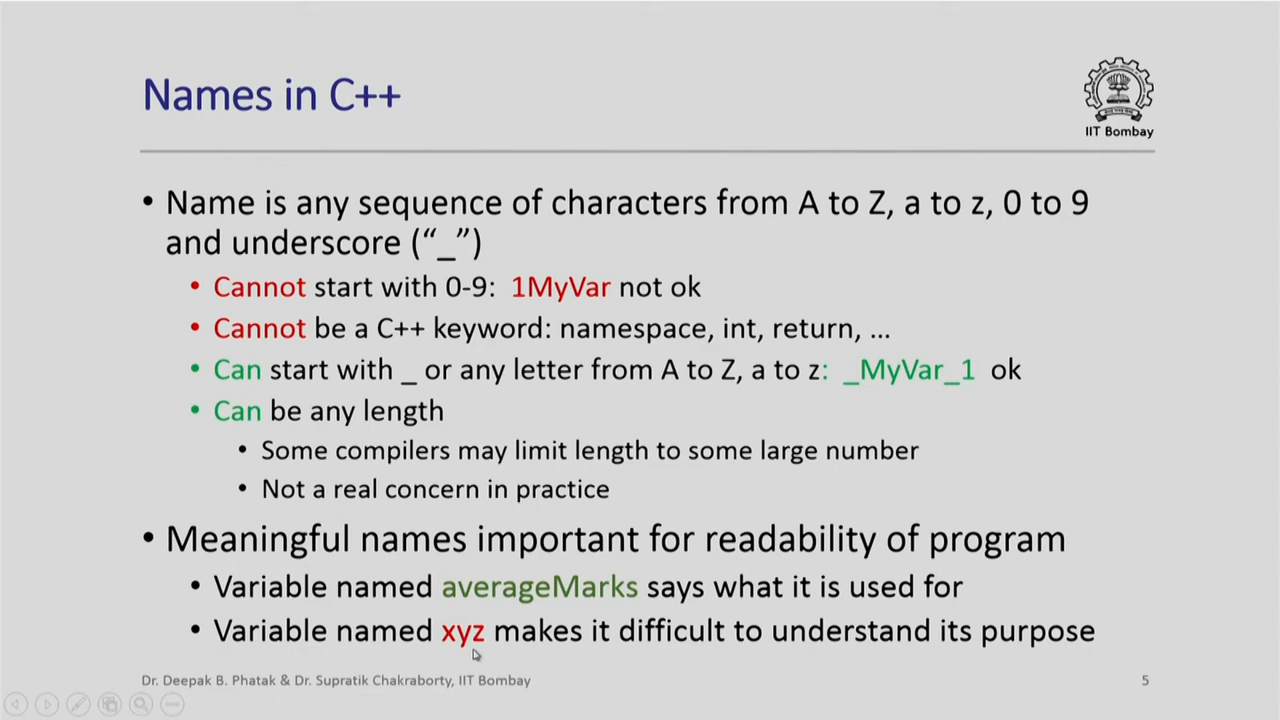 Names in C++
IIT Bombay
• Name is any sequence of characters from A to Z, a to z, 0 to 9
and underscore (“_”)
• Cannot start with 0-9: 1MyVar not ok
• Cannot be a C++ keyword: namespace, int, return, ...
• Can start with _ or any letter from A to Z, a to z: _MyVar_1 ok
• Can be any length
• Some compilers may limit length to some large number
• Not a real concern in practice
• Meaningful names important for readability of program
• Variable named averageMarks says what it is used for
• Variable named xyz makes it difficult to understand its purpose
Dr. Deepak B. Phatak & Dr. Supratik Chakraborty, IIT Bombay
5